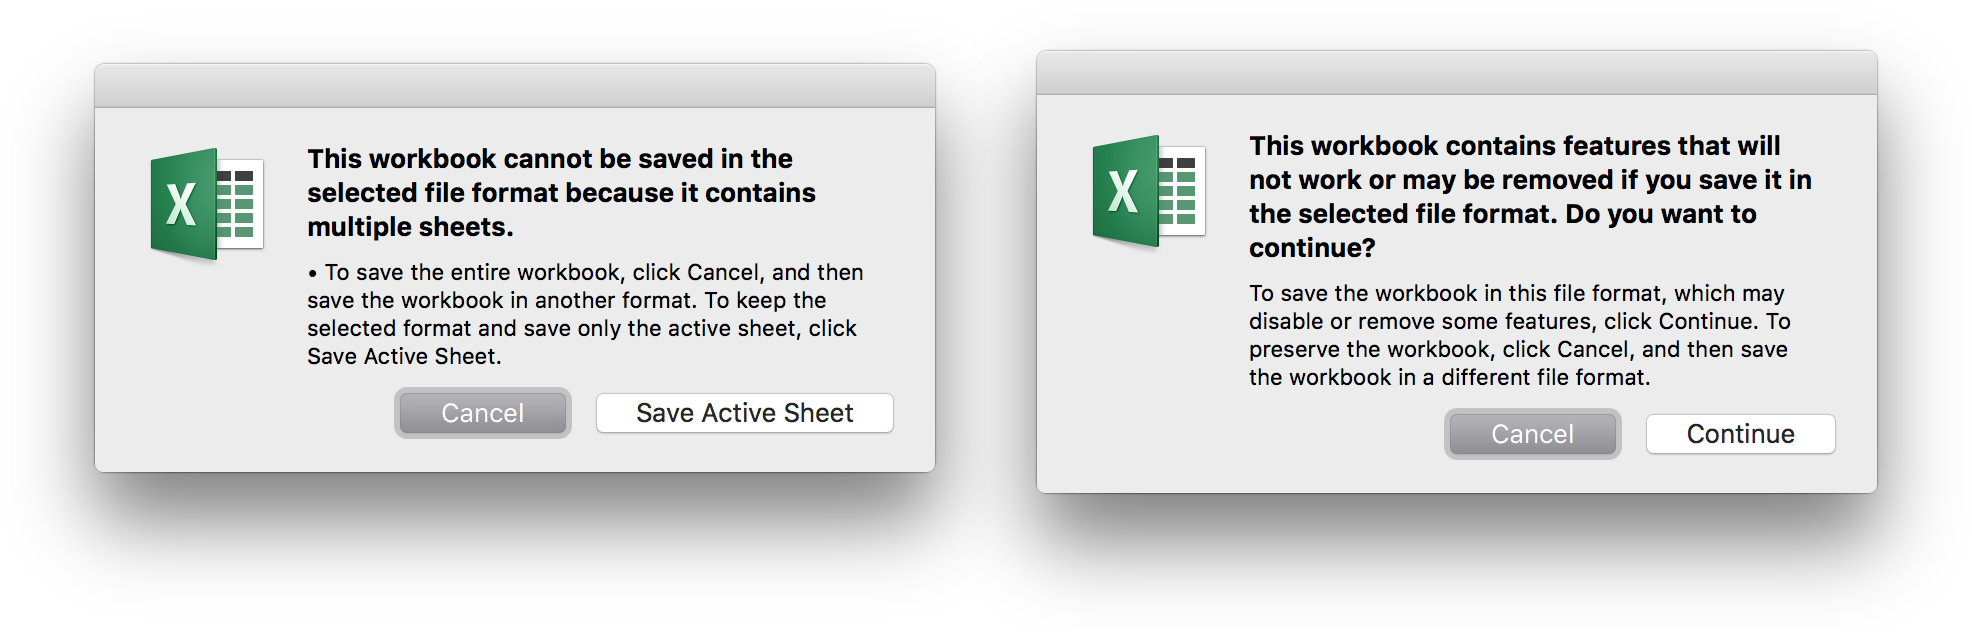 This workbook cannot be saved in the
selected file format because it contains
multiple sheets.
• To save the entire workbook, click Cancel, and then
save the workbook in another format. To keep the
selected format and save only the active sheet, click
Save Active Sheet.
Cancel
Save Active Sheet
This workbook contains features that will
not work or may be removed if you save it in
the selected file format. Do you want to
continue?
To save the workbook in this file format, which may
disable or remove some features, click Continue. To
preserve the workbook, click Cancel, and then save
the workbook in a different file format.
Cancel
Continue